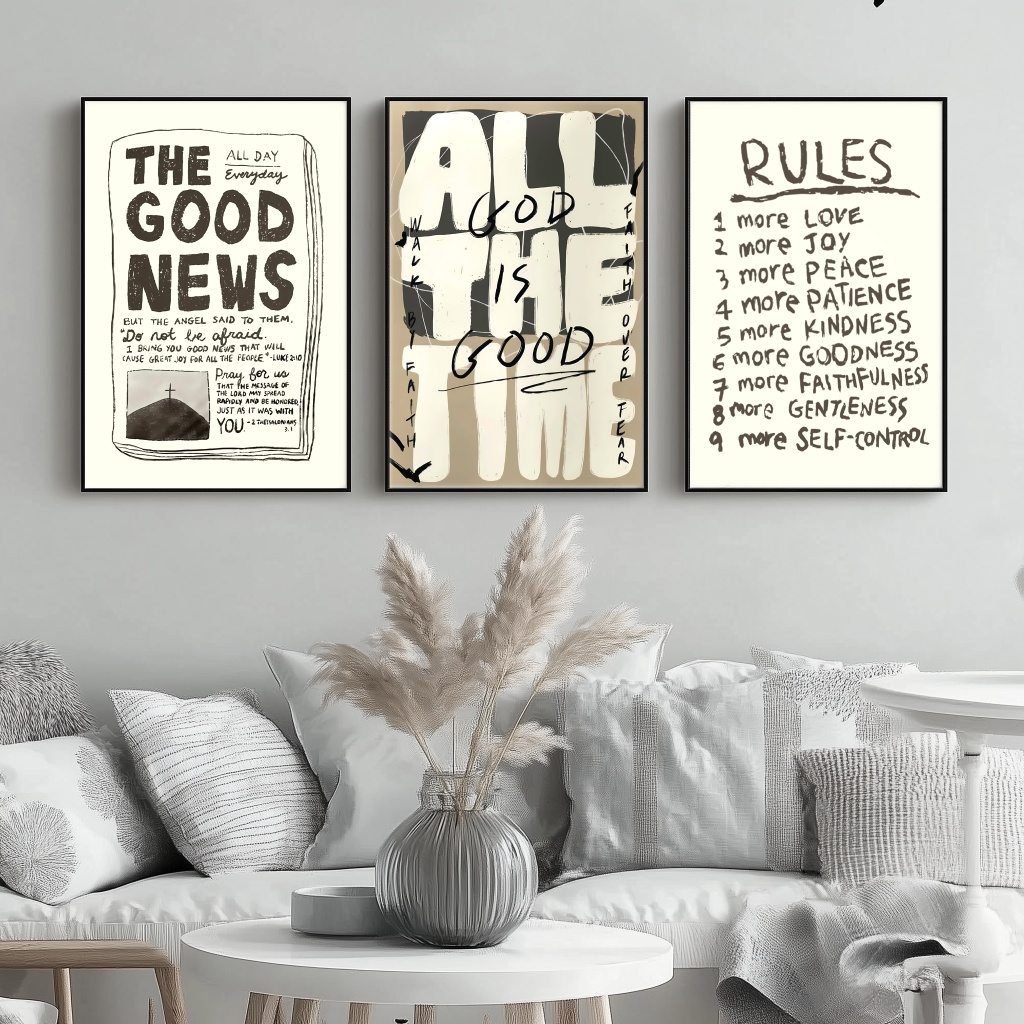 THE
GOOD
NEWS
ALL DAY
Everyday
BUT THE ANGEL SAID TO THEM.
"Do not be afraid.
I BRING YOU GOOD NEWS THAT WILL
CAUSE GREAT JOY FOR ALL THE PEOPLE" -LUKE 2:10
Pray for us
THAT THE MESSAGE OF
THE LORD MAY SPREAD
RAPIDLY AND BE HONORED,
JUST AS IT WAS WITH
YOU -2 THESSALONIANS
3:1
ALL
THE
TIME
GOD
IS
GOOD
WALK BY FAITH
FAITH OVER FEAR
RULES
1 more LOVE
2 more JOY
3 more PEACE
4 more PATIENCE
5 more KINDNESS
6 more GOODNESS
7 more FAITHFULNESS
8 more GENTLENESS
9 more SELF-CONTROL